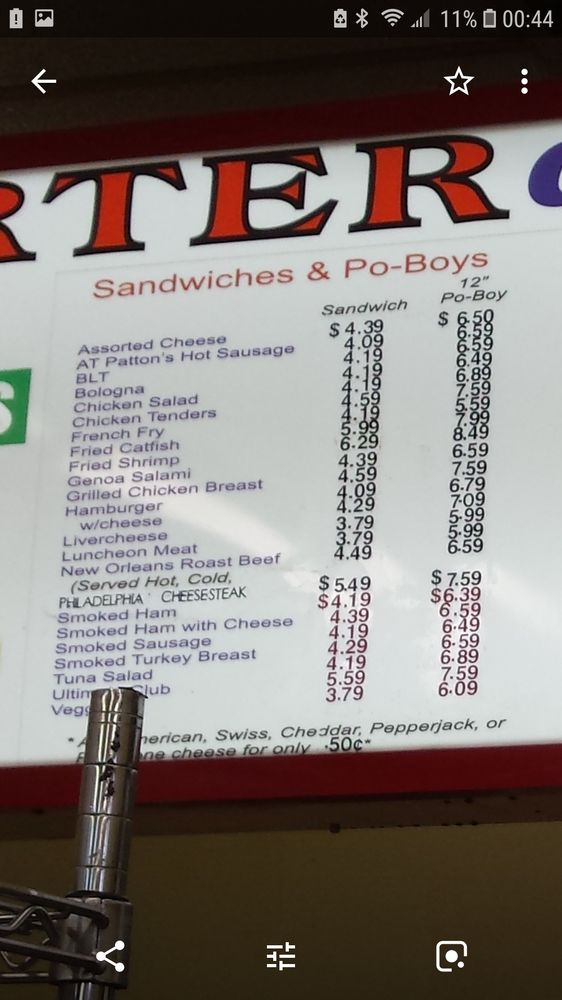 11% 00:44
RTER
Sandwiches & Po-Boys
Sandwich 12" Po-Boy
Assorted Cheese $ 4.39 $ 6.50
AT Patton's Hot Sausage 4.09 6.59
BLT 4.19 6.59
Bologna 4.19 6.49
Chicken Salad 4.19 6.89
Chicken Tenders 4.59 7.59
French Fry 4.19 5.59
Fried Catfish 5.99 7.99
Fried Shrimp 6.29 8.49
Genoa Salami 4.39 6.59
Grilled Chicken Breast 4.59 7.59
Hamburger 4.09 6.79
w/cheese 4.29 7.09
Livercheese 3.79 5.99
Luncheon Meat 3.79 5.99
New Orleans Roast Beef 4.49 6.59
(Served Hot, Cold,
PHILADELPHIA CHEESESTEAK $ 5.49 $ 7.59
Smoked Ham $4.19 $6.39
Smoked Ham with Cheese 4.39 6.59
Smoked Sausage 4.19 6.49
Smoked Turkey Breast 4.29 6.59
Tuna Salad 4.19 6.89
Club 5.59 7.59
3.79 6.09
Swiss, Cheddar, Pepperjack, or
cheese for only .50¢*